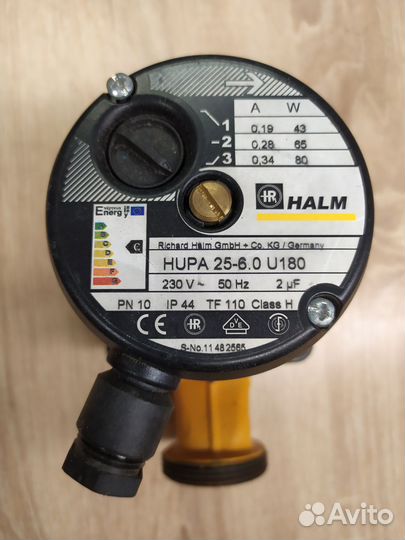 A W
1 0,19 43
2 0,28 65
3 0,34 80
Energy
C
HR HALM
Richard Halm GmbH + Co. KG / Germany
HUPA 25-6.0 U180
230 V ~ 50 Hz 2 µF
PN 10 IP 44 TF 110 Class H
CE HR VDE
S-No.11 48 2565
Avito